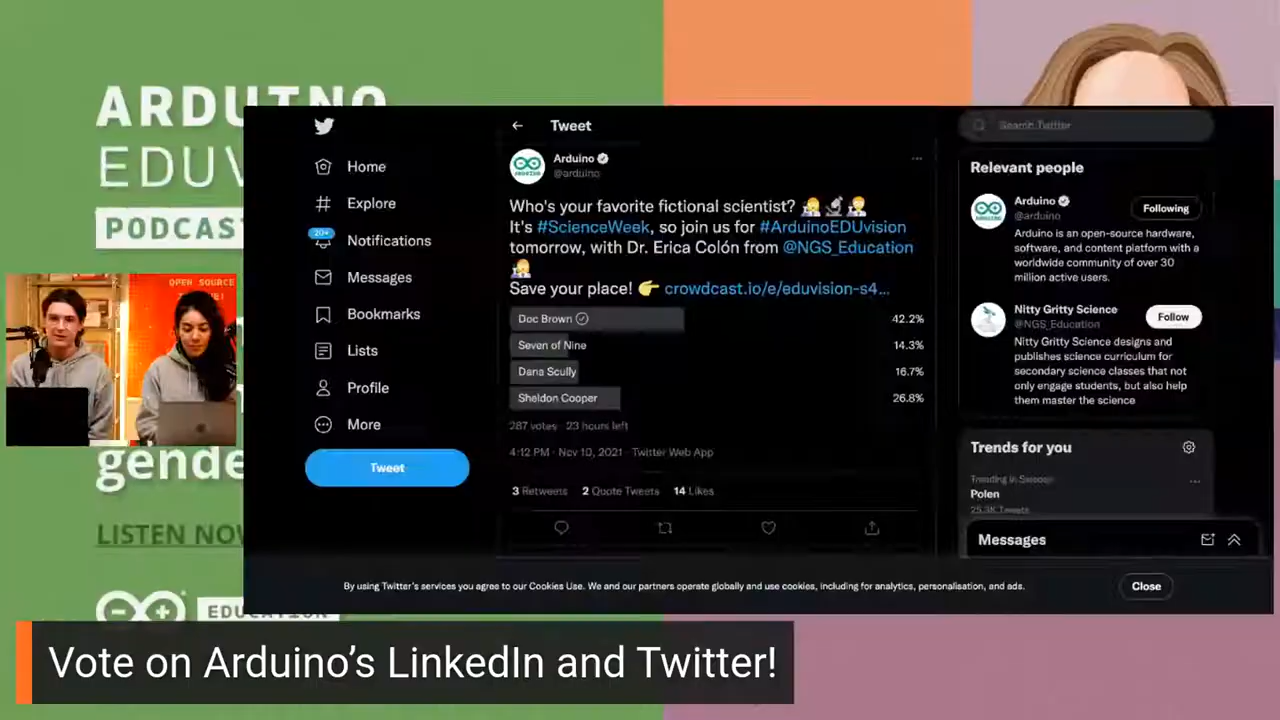 ARDUINO
EDUV
PODCAST
gende
LISTEN NOW
EDUCATION
OPEN SOURCE
Home
Explore
20+
Notifications
Messages
Bookmarks
Lists
Profile
More
Tweet
Tweet
Arduino
@arduino
Who's your favorite fictional scientist?
It's #ScienceWeek, so join us for #ArduinoEDUvision
tomorrow, with Dr. Erica Colón from @NGS_Education
Save your place! 👉 crowdcast.io/e/eduvision-s4...
Doc Brown 42.2%
Seven of Nine 14.3%
Dana Scully 16.7%
Sheldon Cooper 26.8%
287 votes · 23 hours left
4:12 PM · Nov 10, 2021 · Twitter Web App
3 Retweets 2 Quote Tweets 14 Likes
Search Twitter
Relevant people
Arduino
@arduino
Following
Arduino is an open-source hardware,
software, and content platform with a
worldwide community of over 30
million active users.
Nitty Gritty Science
@NGS_Education
Follow
Nitty Gritty Science designs and
publishes science curriculum for
secondary science classes that not
only engage students, but also help
them master the science
Trends for you
Trending in Sweden
Polen
25.3K Tweets
Messages
By using Twitter's services you agree to our Cookies Use. We and our partners operate globally and use cookies, including for analytics, personalisation, and ads.
Close
Vote on Arduino's LinkedIn and Twitter!